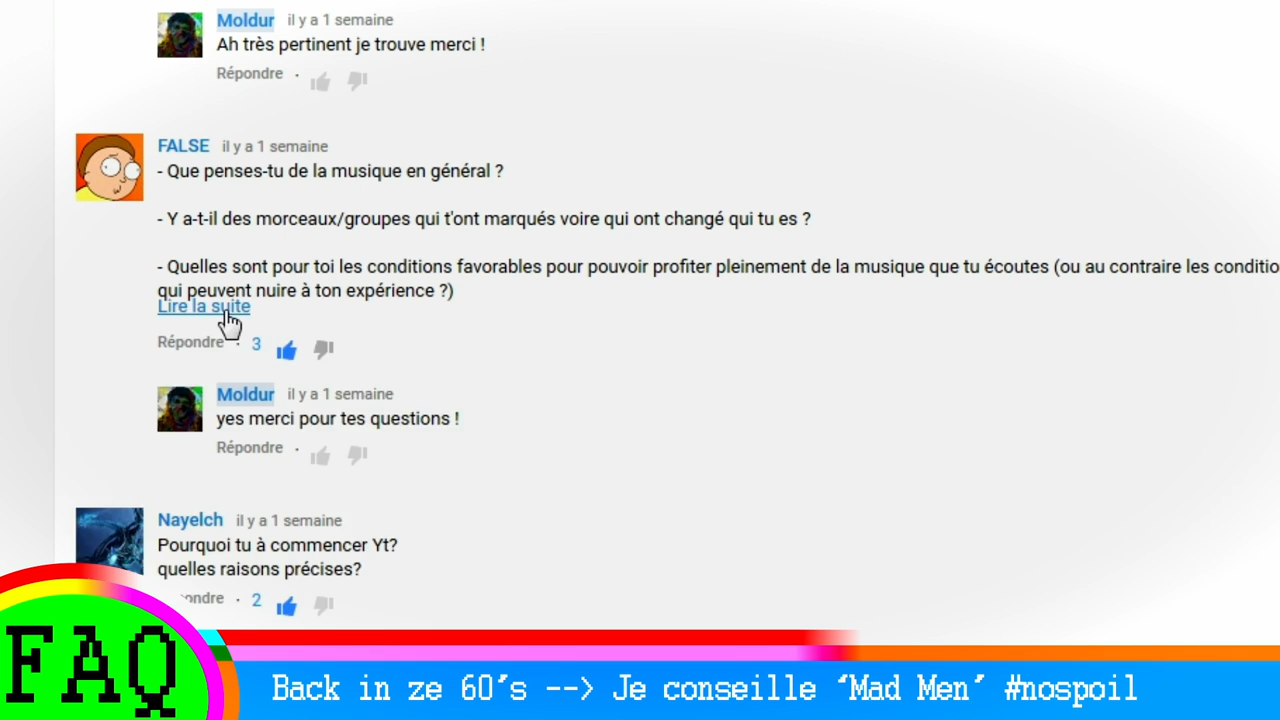 Moldur il y a 1 semaine
Ah très pertinent je trouve merci !
Répondre ·
FALSE il y a 1 semaine
- Que penses-tu de la musique en général ?
- Y a-t-il des morceaux/groupes qui t'ont marqués voire qui ont changé qui tu es ?
- Quelles sont pour toi les conditions favorables pour pouvoir profiter pleinement de la musique que tu écoutes (ou au contraire les conditio
qui peuvent nuire à ton expérience ?)
Lire la suite
Répondre · 3
Moldur il y a 1 semaine
yes merci pour tes questions !
Répondre ·
Nayelch il y a 1 semaine
Pourquoi tu à commencer Yt?
quelles raisons précises?
ondre · 2
FAQ
Back in ze 60's --> Je conseille ‘Mad Men’ #nospoil